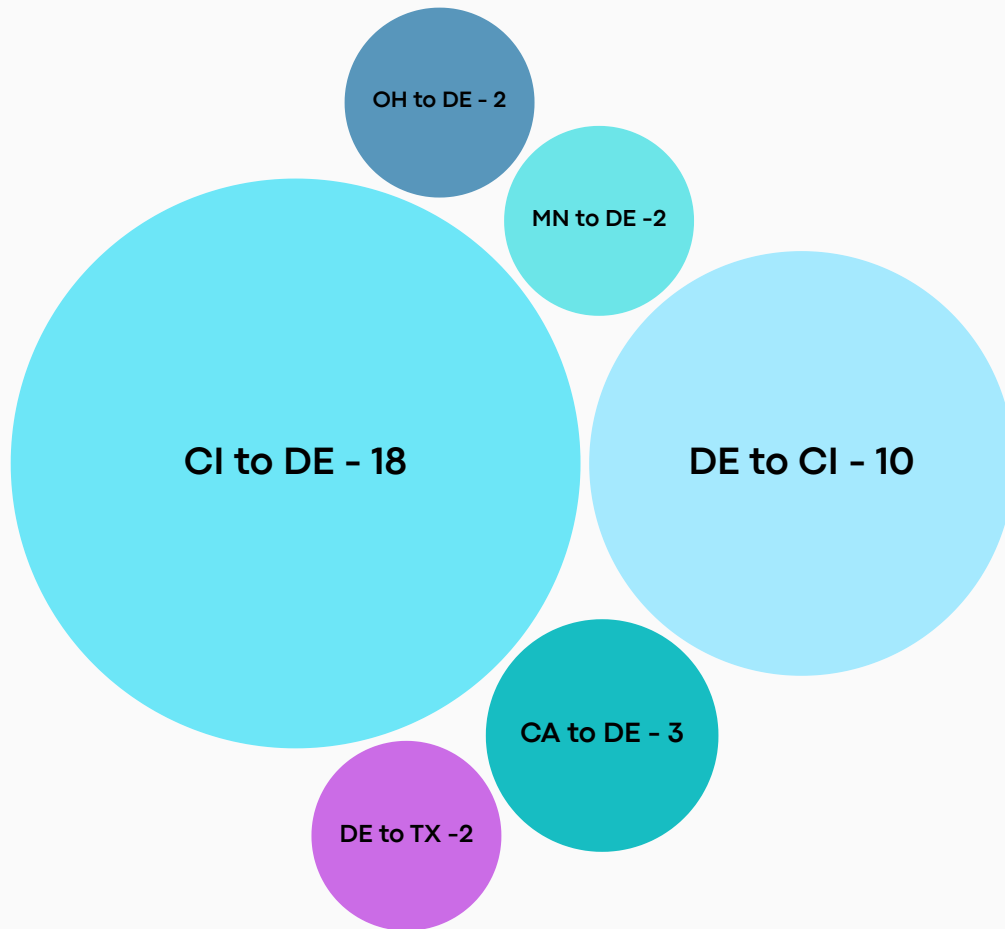 OH to DE - 2
MN to DE -2
CI to DE - 18
DE to CI - 10
CA to DE - 3
DE to TX -2